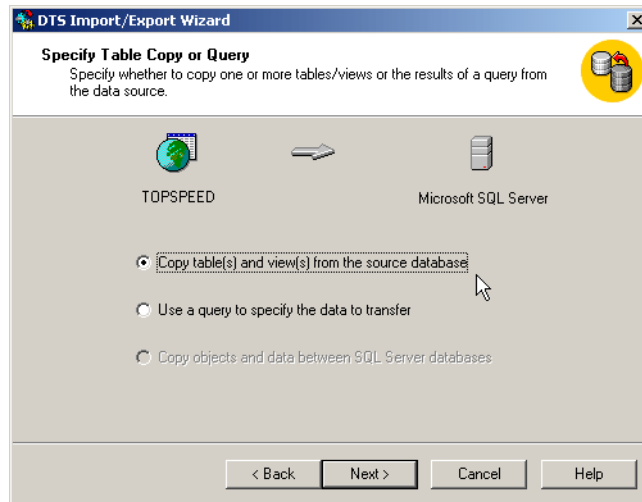 DTS Import/Export Wizard
Specify Table Copy or Query
Specify whether to copy one or more tables/views or the results of a query from
the data source.
TOPSPEED
Microsoft SQL Server
Copy table(s) and view(s) from the source database
Use a query to specify the data to transfer
Copy objects and data between SQL Server databases
< Back
Next >
Cancel
Help